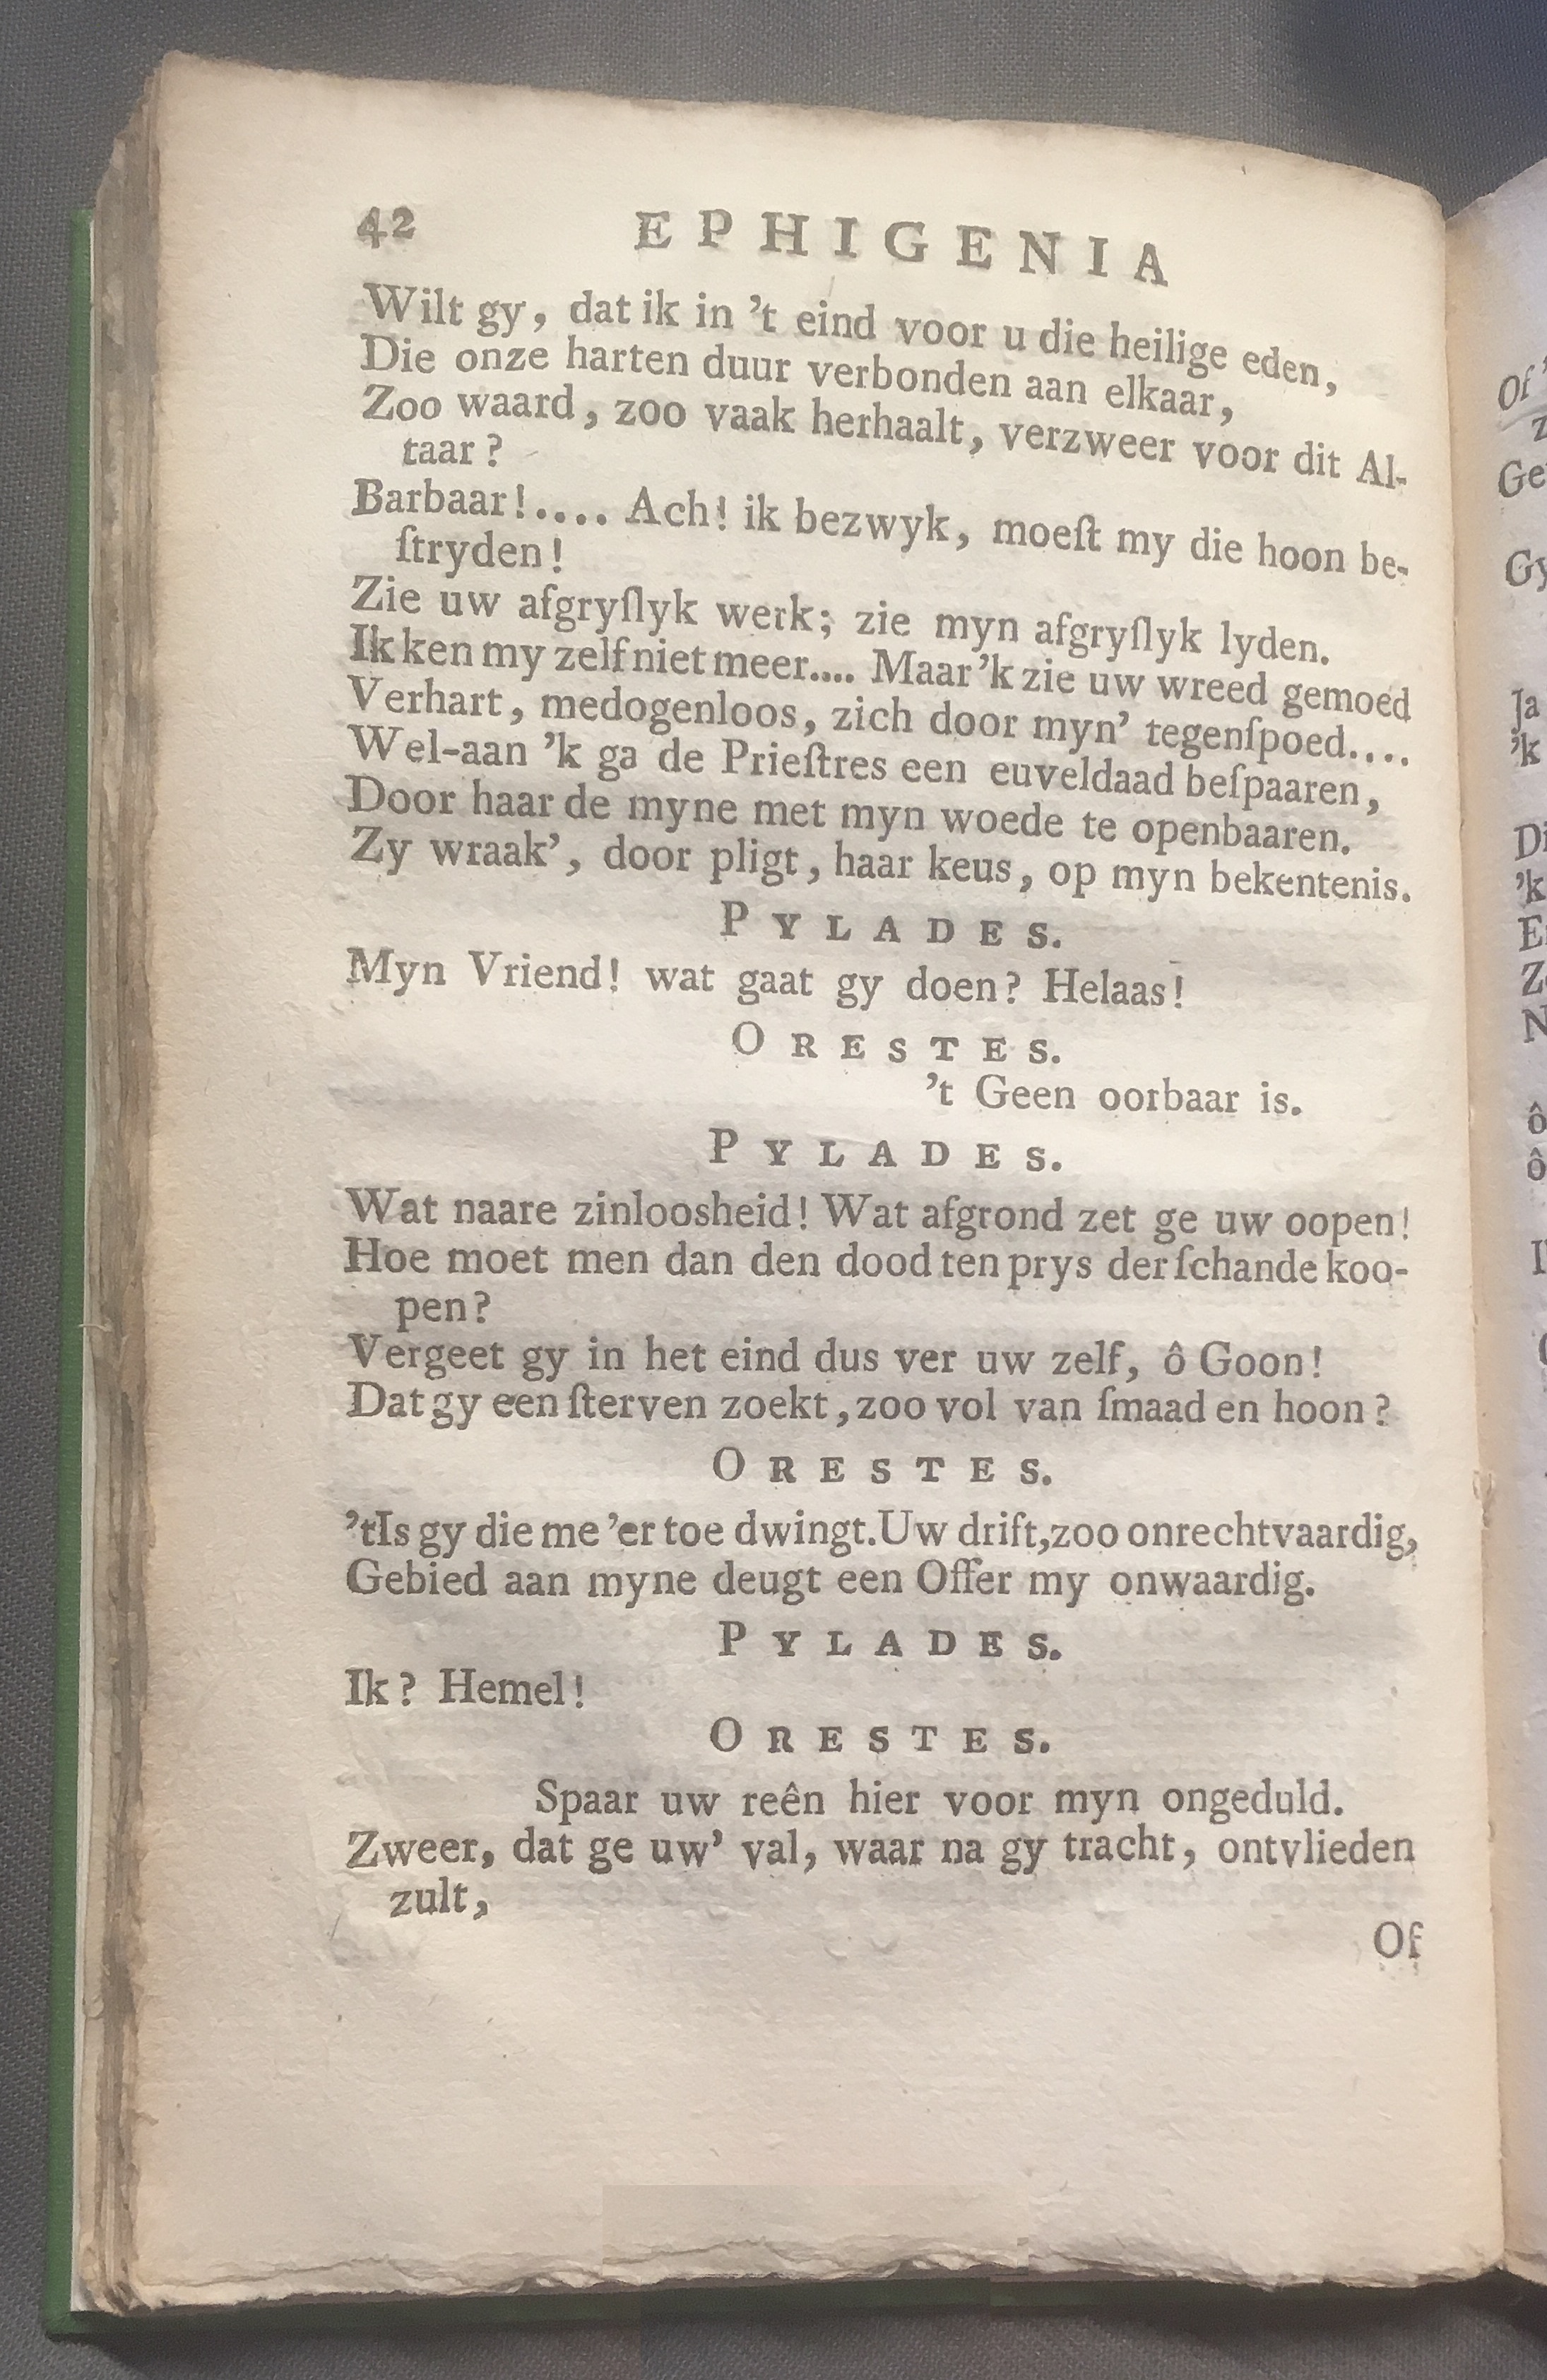 42 EPHIGENIA
Wilt gy, dat ik in 't eind voor u die heilige eden,
Die onze harten duur verbonden aan elkaar,
Zoo waard, zoo vaak herhaalt, verzweer voor dit Al-
taar?
Barbaar!.... Ach! ik bezwyk, moeſt my die hoon be-
ſtryden!
Zie uw afgryſlyk werk; zie myn afgryſlyk lyden.
Ik ken my zelf niet meer.... Maar 'k zie uw wreed gemoed
Verhart, medogenloos, zich door myn' tegenſpoed....
Wel-aan 'k ga de Prieſtres een euveldaad beſpaaren,
Door haar de myne met myn woede te openbaaren.
Zy wraak', door pligt, haar keus, op myn bekentenis.
PYLADES.
Myn Vriend! wat gaat gy doen? Helaas!
ORESTES.
't Geen oorbaar is.
PYLADES.
Wat naare zinloosheid! Wat afgrond zet ge uw oopen!
Hoe moet men dan den dood ten prys der ſchande koo-
pen?
Vergeet gy in het eind dus ver uw zelf, ô Goon!
Dat gy een ſterven zoekt, zoo vol van ſmaad en hoon?
ORESTES.
't Is gy die me 'er toe dwingt. Uw drift, zoo onrechtvaardig,
Gebied aan myne deugt een Offer my onwaardig.
PYLADES.
Ik? Hemel!
ORESTES.
Spaar uw reên hier voor myn ongeduld.
Zweer, dat ge uw' val, waar na gy tracht, ontvlieden
zult,
Of
Of
Gy
Ja
'k
'k
ô
ô